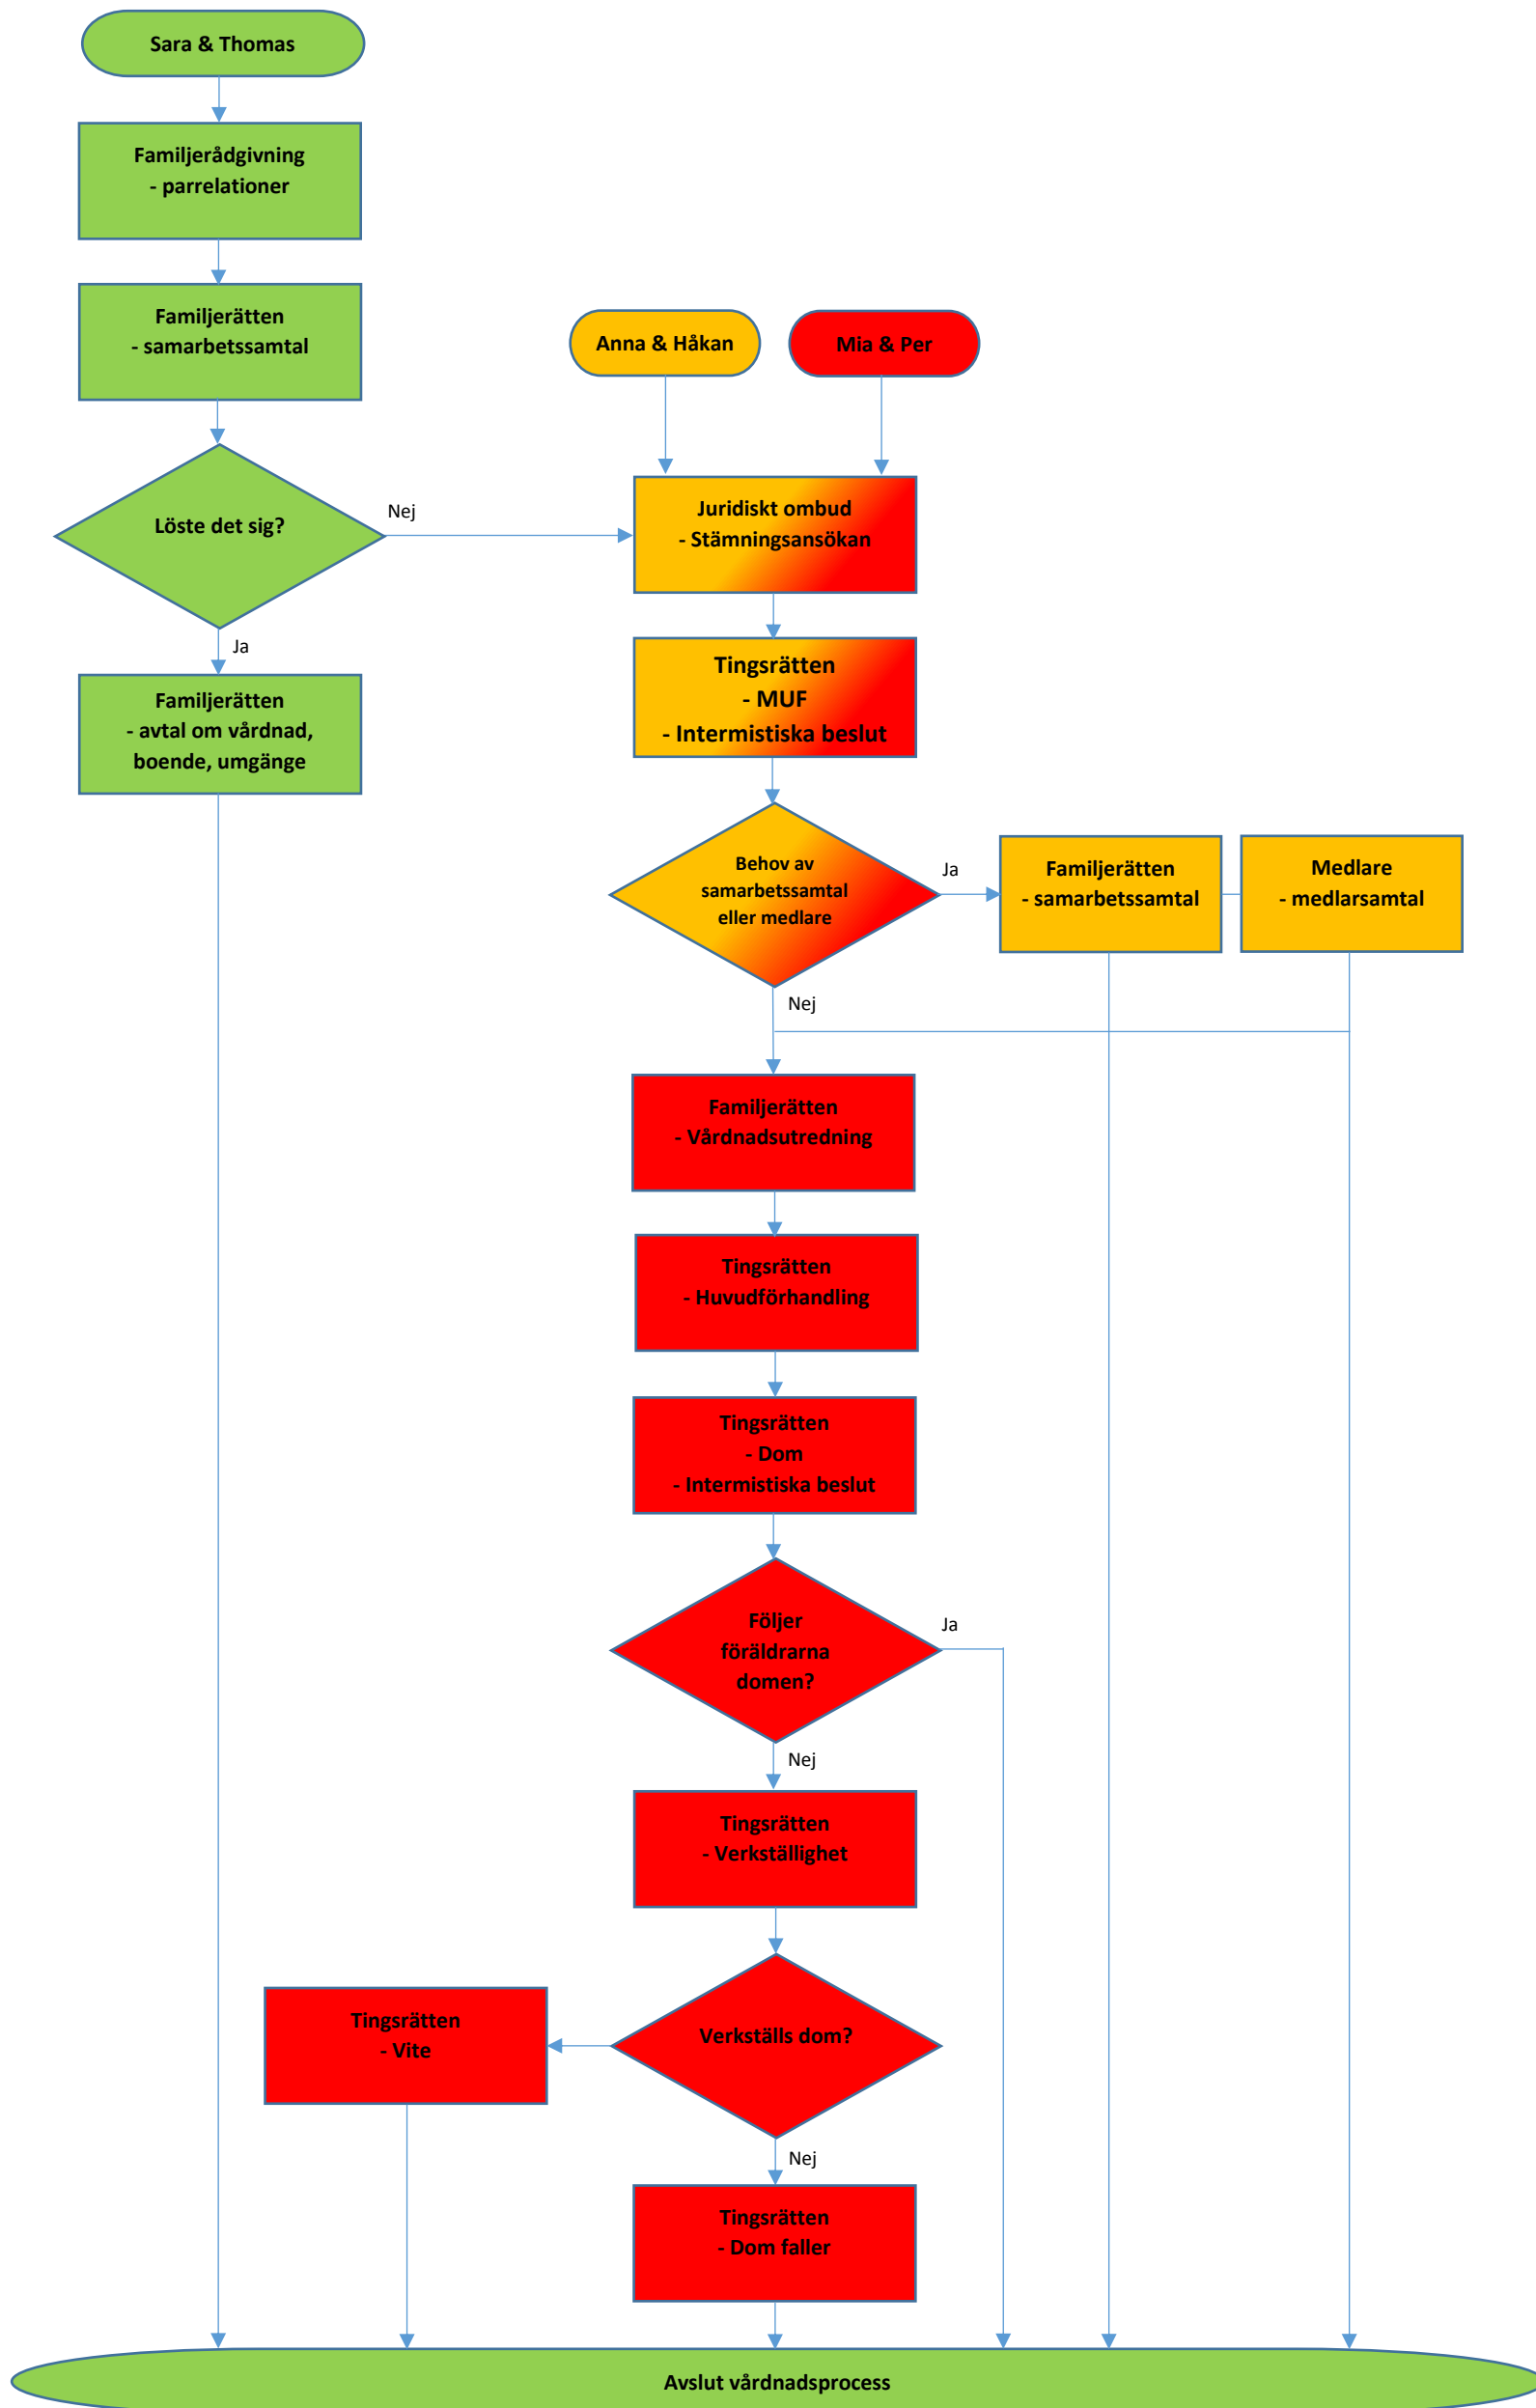 Sara & Thomas
Familjerådgivning
- parrelationer
Familjerätten
- samarbetssamtal
Anna & Håkan
Mia & Per
Löste det sig?
Nej
Juridiskt ombud
- Stämningsansökan
Ja
Familjerätten
- avtal om vårdnad,
boende, umgänge
Tingsrätten
- MUF
- Intermistiska beslut
Behov av
samarbetssamtal
eller medlare
Ja
Familjerätten
- samarbetssamtal
Medlare
- medlarsamtal
Nej
Familjerätten
- Vårdnadsutredning
Tingsrätten
- Huvudförhandling
Tingsrätten
- Dom
- Intermistiska beslut
Följer
föräldrarna
domen?
Ja
Nej
Tingsrätten
- Verkställighet
Verkställs dom?
Tingsrätten
- Vite
Nej
Tingsrätten
- Dom faller
Avslut vårdnadsprocess